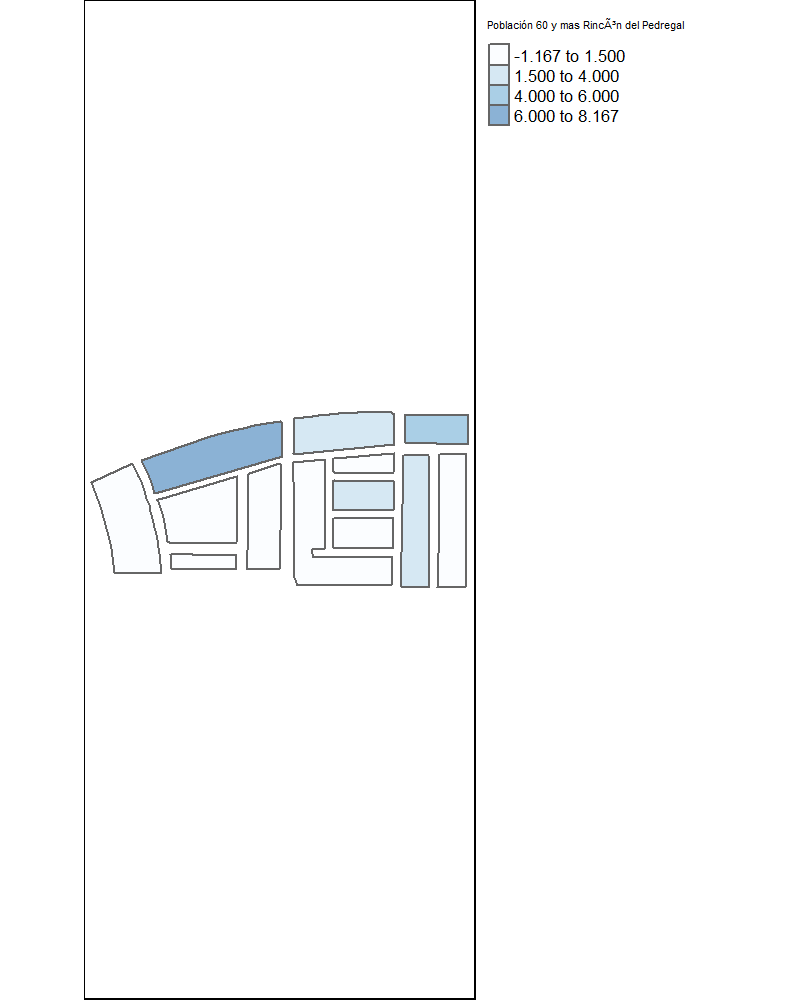 Población 60 y mas RincÃ³n del Pedregal
-1.167 to 1.500
1.500 to 4.000
4.000 to 6.000
6.000 to 8.167